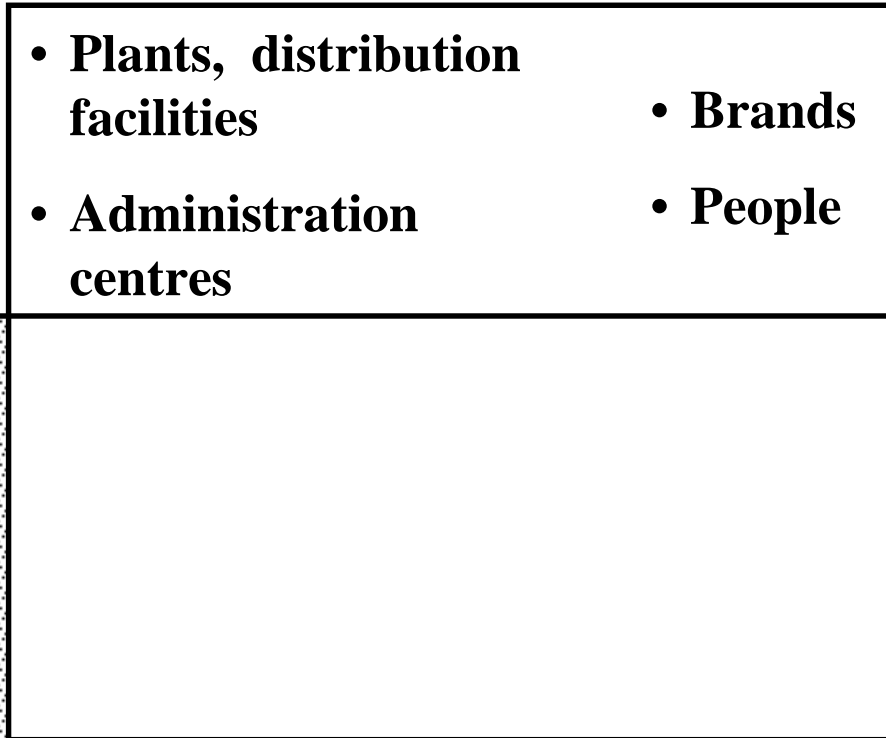 • Plants, distribution
facilities
• Administration
centres
• Brands
• People